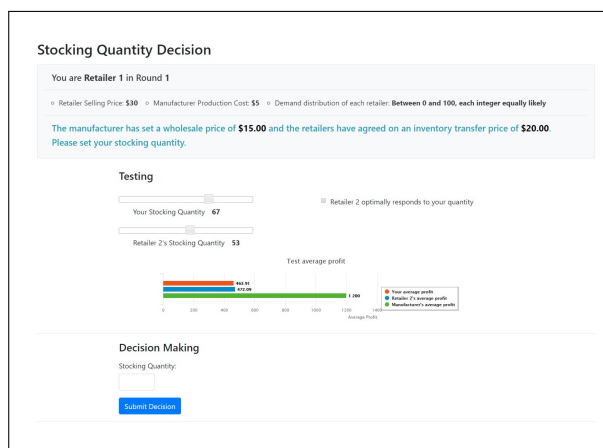 Stocking Quantity Decision
You are Retailer 1 in Round 1
Retailer Selling Price: $30 Manufacturer Production Cost: $5 Demand distribution of each retailer: Between 0 and 100, each integer equally likely
The manufacturer has set a wholesale price of $15.00 and the retailers have agreed on an inventory transfer price of $20.00.
Please set your stocking quantity.
Testing
Your Stocking Quantity 67
Retailer 2 optimally responds to your quantity
Retailer 2's Stocking Quantity 53
Test average profit
463.91
472.09
1 200
Your average profit
Retailer 2's average profit
Manufacturer's average profit
0 200 400 600 800 1000 1200 1400
Average Profit
Decision Making
Stocking Quantity:
Submit Decision